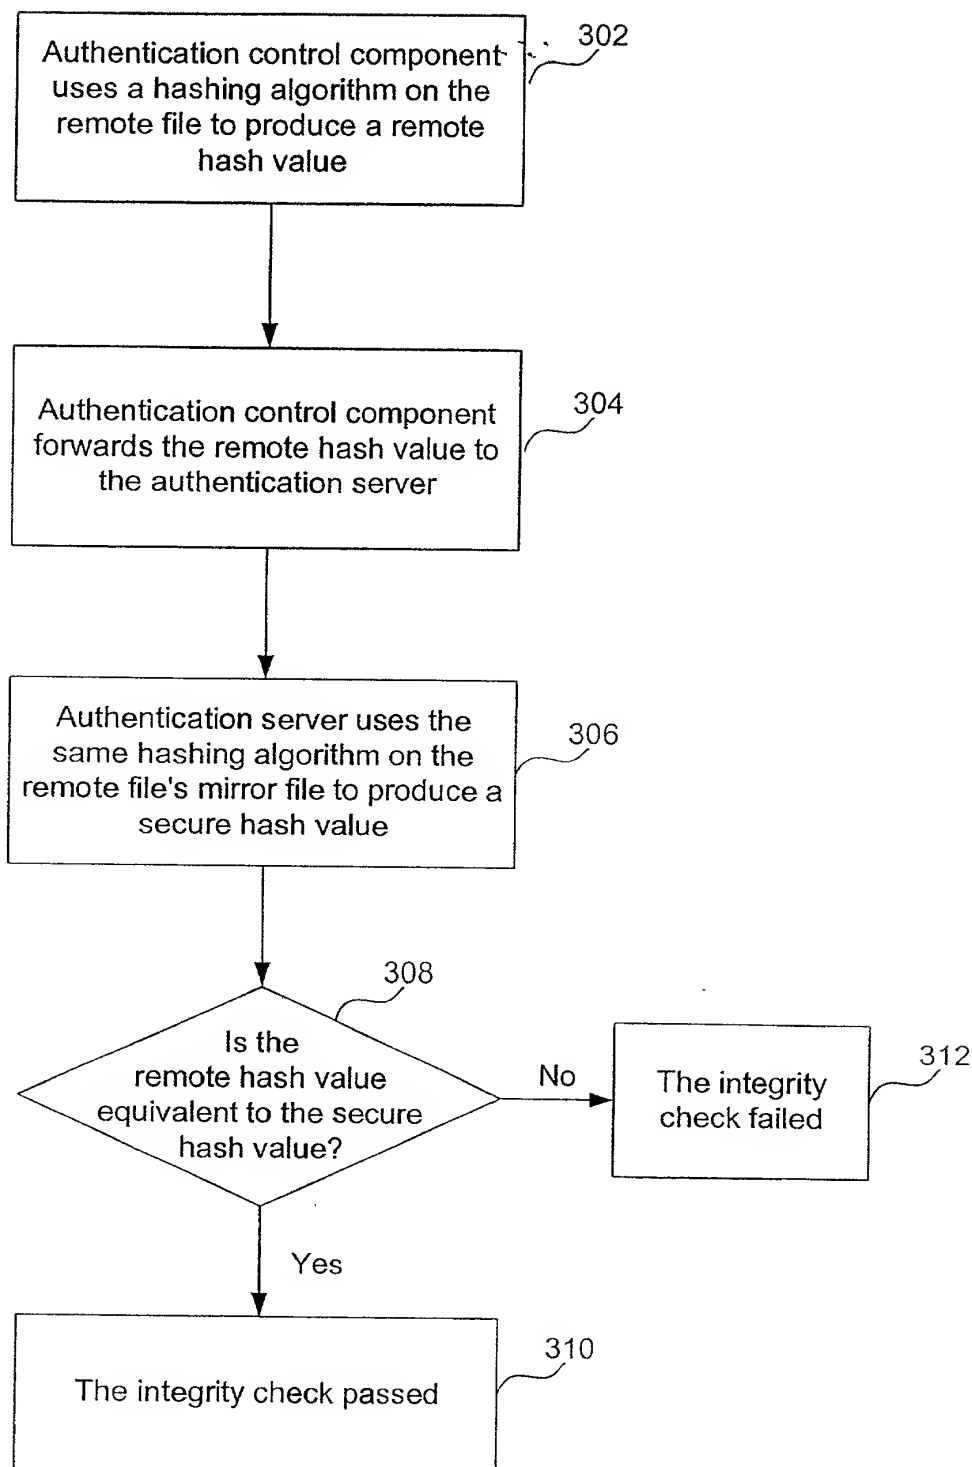 Authentication control component
uses a hashing algorithm on the
remote file to produce a remote
hash value
302
Authentication control component
forwards the remote hash value to
the authentication server
304
Authentication server uses the
same hashing algorithm on the
remote file's mirror file to produce a
secure hash value
306
308
Is the
remote hash value
equivalent to the secure
hash value?
No
The integrity
check failed
312
Yes
The integrity check passed
310